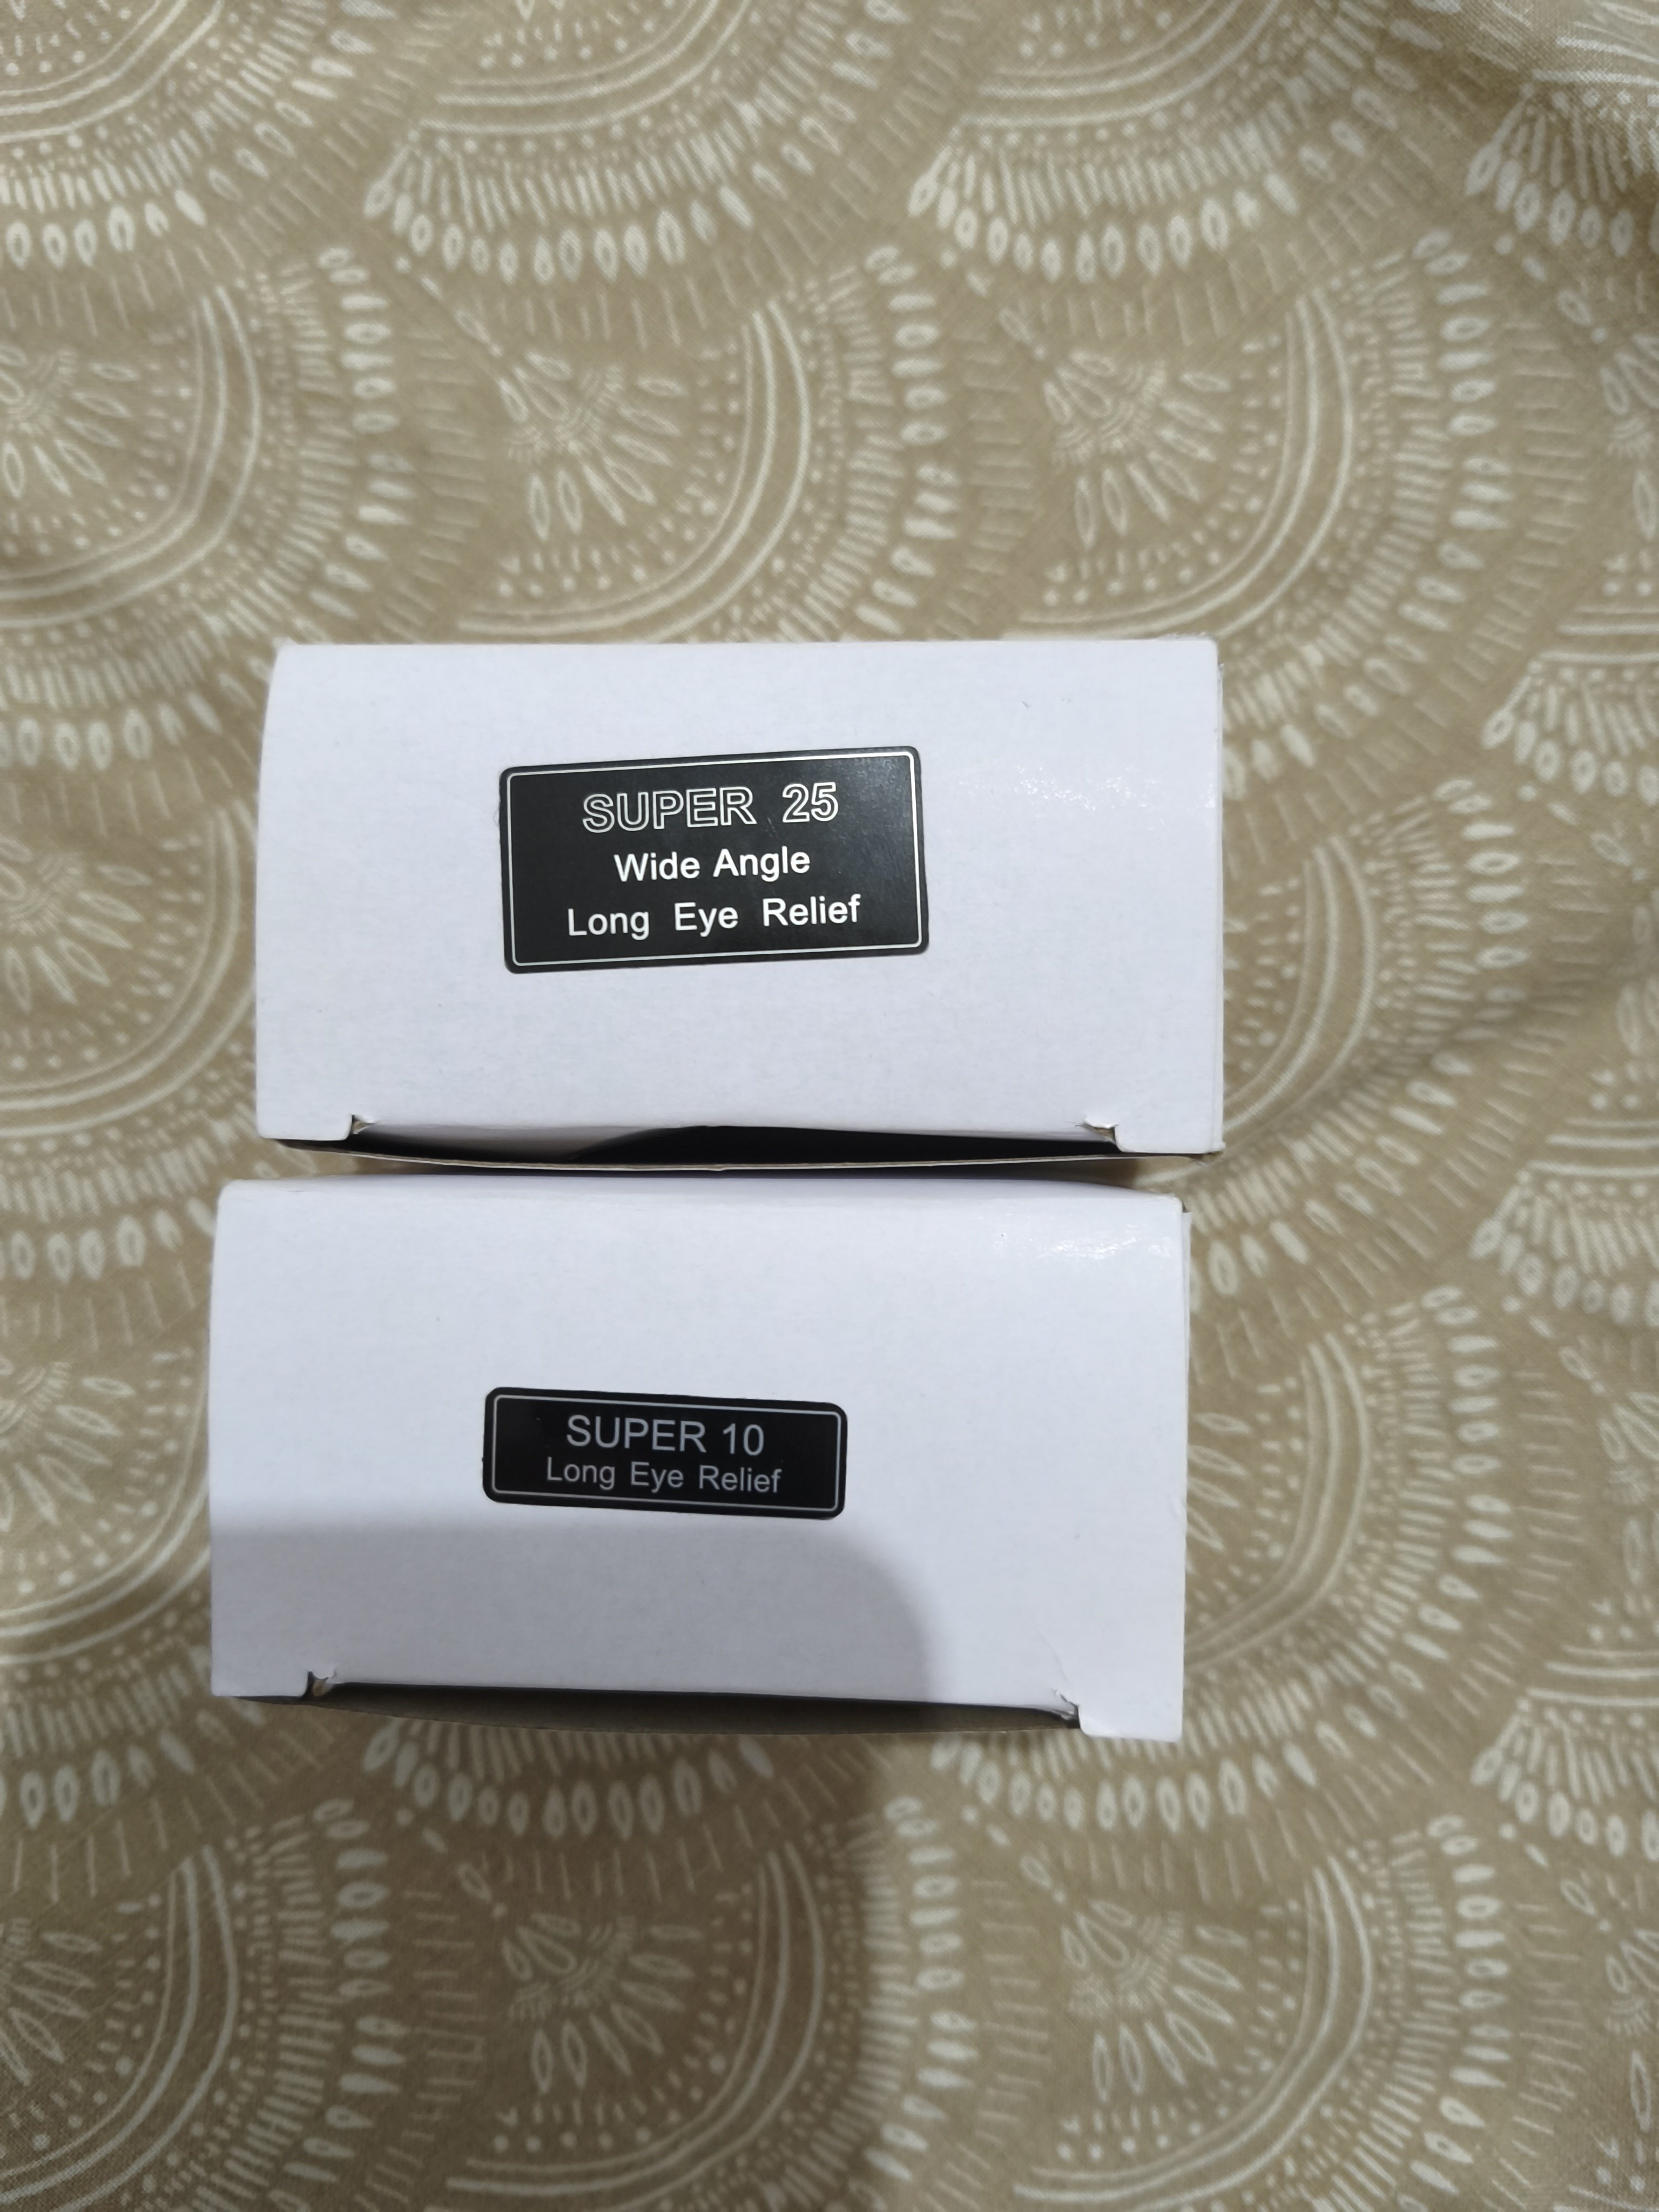 SUPER 25
Wide Angle
Long Eye Relief
SUPER 10
Long Eye Relief